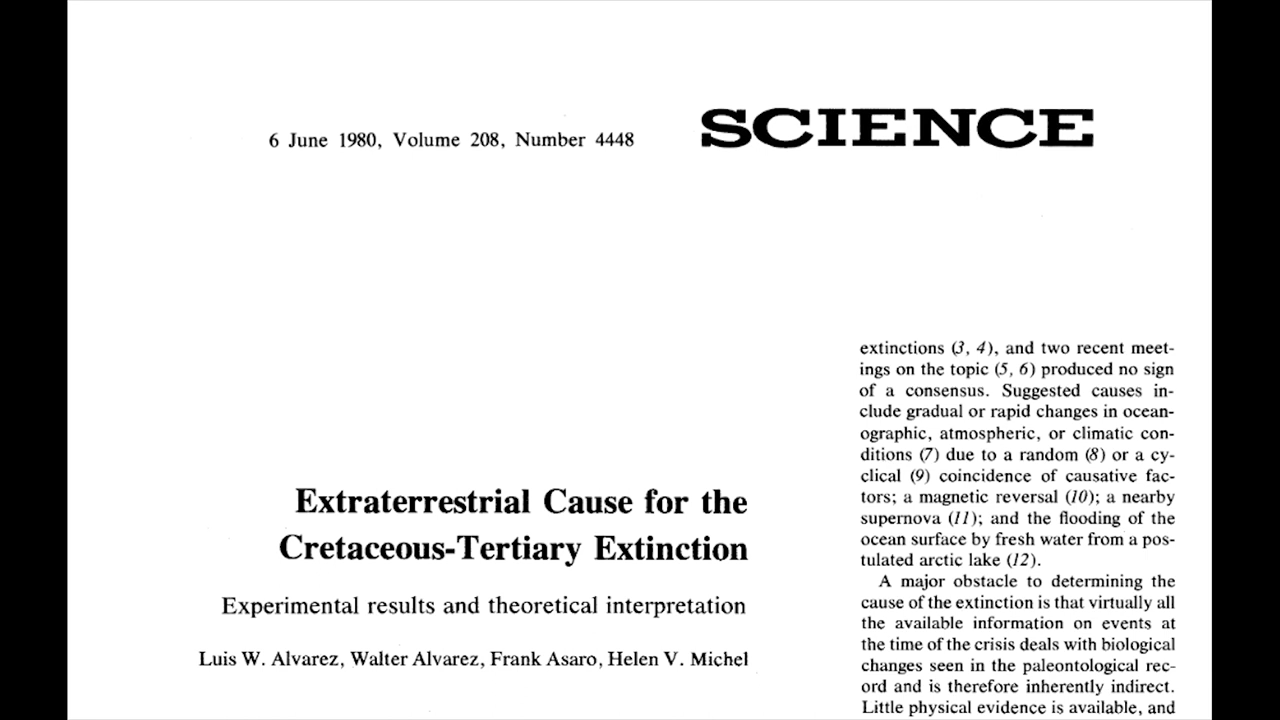 6 June 1980, Volume 208, Number 4448
SCIENCE
Extraterrestrial Cause for the
Cretaceous-Tertiary Extinction
Experimental results and theoretical interpretation
Luis W. Alvarez, Walter Alvarez, Frank Asaro, Helen V. Michel
extinctions (3, 4), and two recent meet-
ings on the topic (5, 6) produced no sign
of a consensus. Suggested causes in-
clude gradual or rapid changes in ocean-
ographic, atmospheric, or climatic con-
ditions (7) due to a random (8) or a cy-
clical (9) coincidence of causative fac-
tors; a magnetic reversal (10); a nearby
supernova (11); and the flooding of the
ocean surface by fresh water from a pos-
tulated arctic lake (12).
A major obstacle to determining the
cause of the extinction is that virtually all
the available information on events at
the time of the crisis deals with biological
changes seen in the paleontological rec-
ord and is therefore inherently indirect.
Little physical evidence is available, and